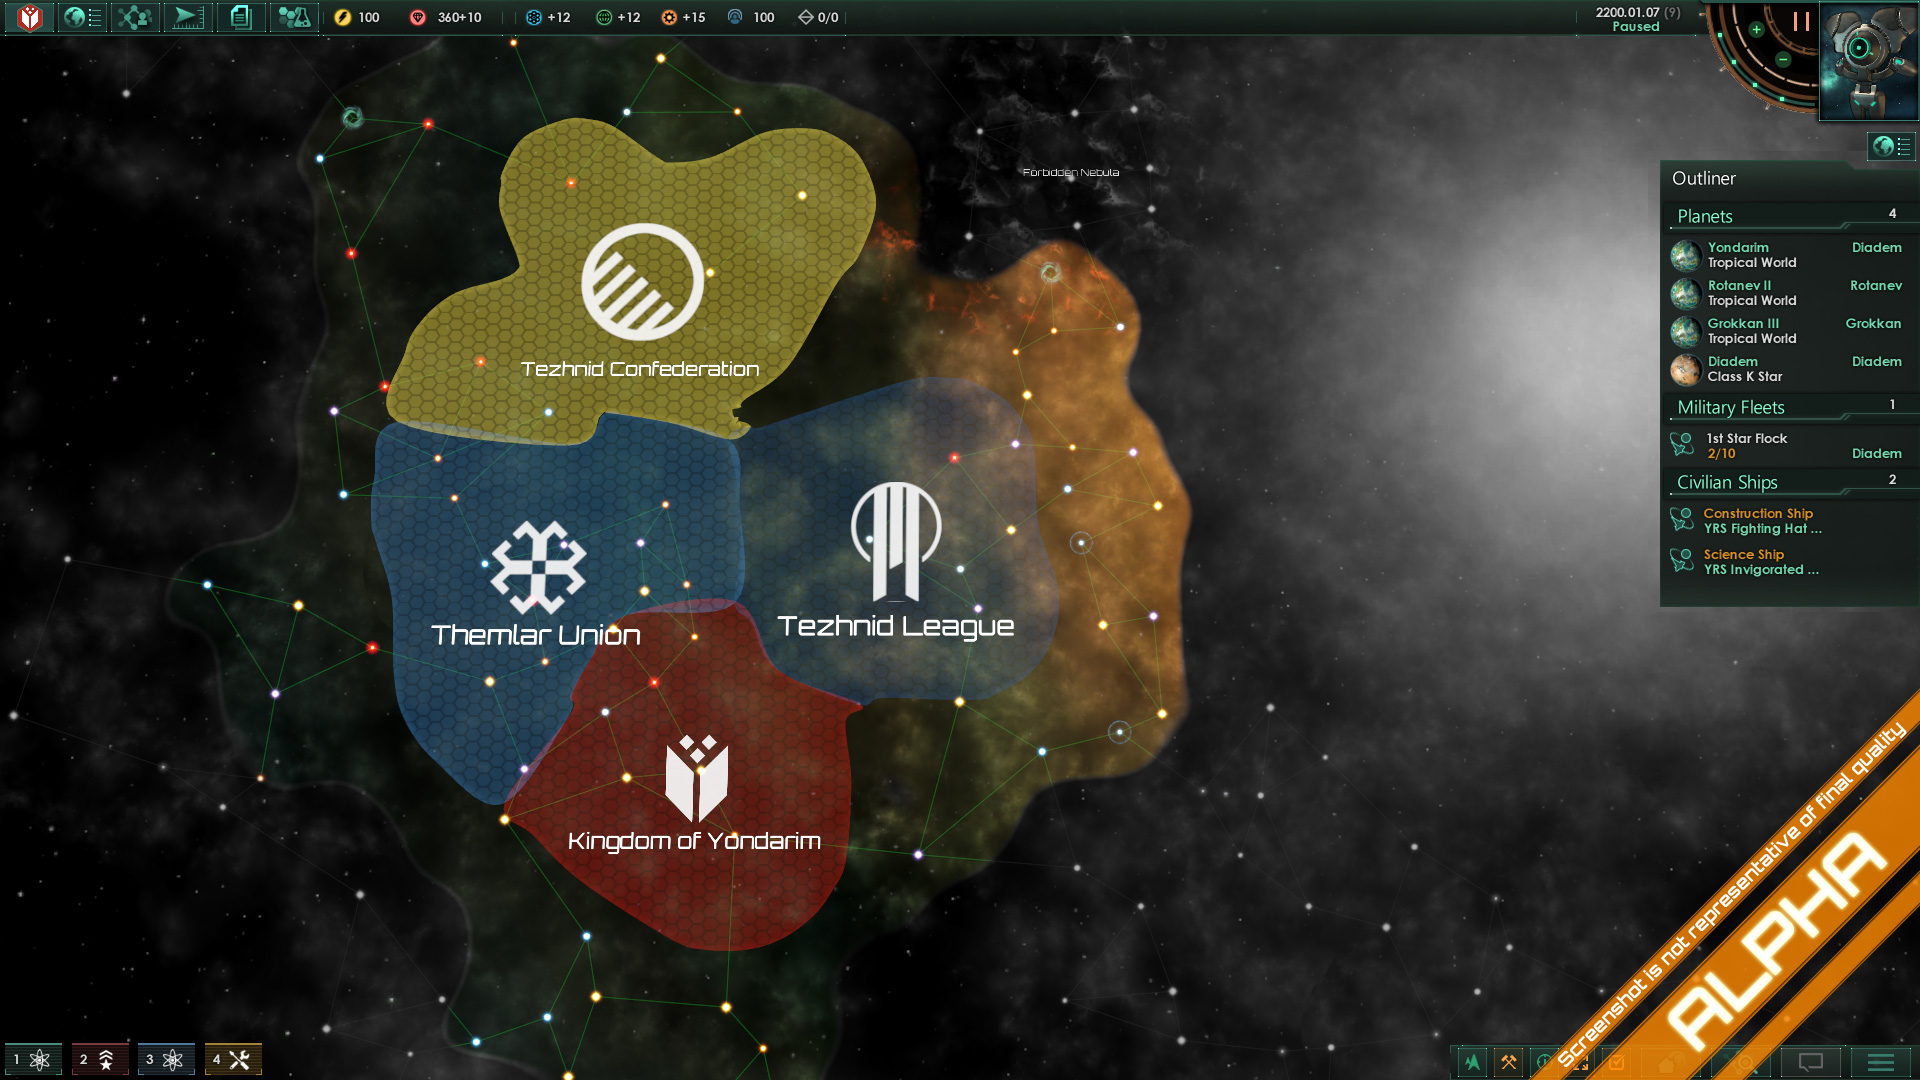 100
360+10
+12
+12
+15
100
0/0
2200.01.07 (9)
Paused
Forbidden Nebula
Outliner
Planets 4
Yondarim Diadem
Tropical World
Rotanev II Rotanev
Tropical World
Grokkan III Grokkan
Tropical World
Diadem Diadem
Class K Star
Military Fleets 1
1st Star Flock
2/10 Diadem
Civilian Ships 2
Construction Ship
YRS Fighting Hat ...
Science Ship
YRS Invigorated ...
Tezhnid Confederation
Themlar Union
Tezhnid League
Kingdom of Yondarim
Screenshot is not representative of final quality
ALPHA
1
2
3
4